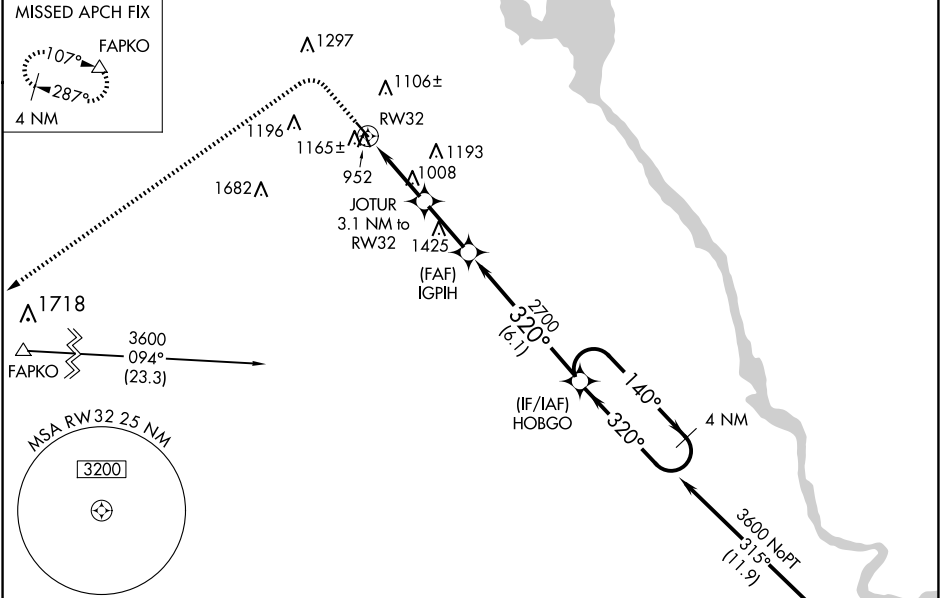 MISSED APCH FIX
FAPKO
107°
287°
4 NM
1297
1106±
RW32
1196
1165±
1193
952
1008
1682
JOTUR
3.1 NM to
RW32
1425
(FAF)
IGPIH
1718
3600
094°
(23.3)
FAPKO
2700
320°
(6.1)
(IF/IAF)
HOBGO
140°
320°
4 NM
MSA RW32 25 NM
3200
3600 NoPT
315°
(11.9)